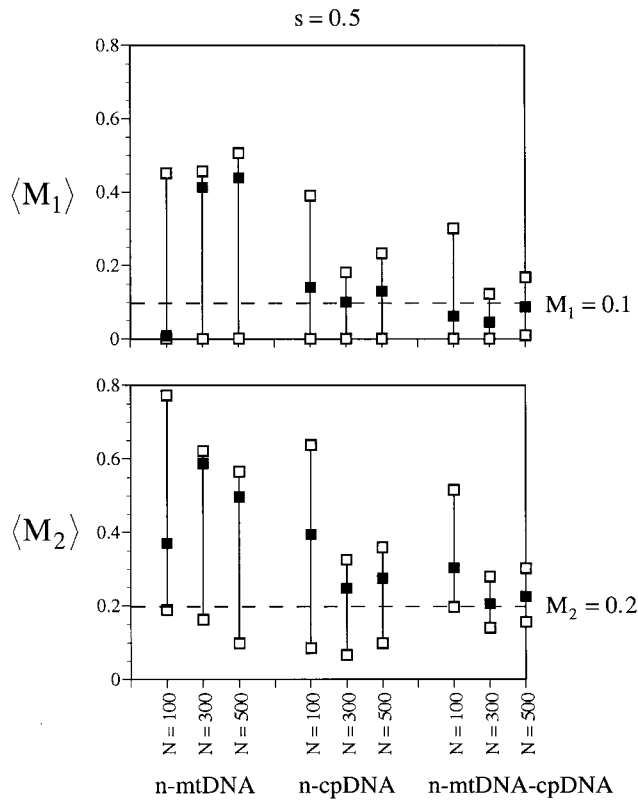 s = 0.5
0.8
0.6
0.4
0.2
0
⟨M₁⟩
M₁ = 0.1
0.8
0.6
0.4
0.2
0
⟨M₂⟩
M₂ = 0.2
N = 100
N = 300
N = 500
N = 100
N = 300
N = 500
N = 100
N = 300
N = 500
n-mtDNA
n-cpDNA
n-mtDNA-cpDNA